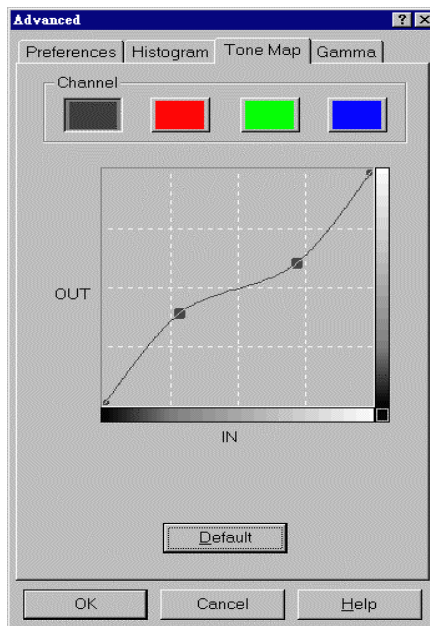 Advanced
Preferences Histogram Tone Map Gamma
Channel
OUT
IN
Default
OK Cancel Help